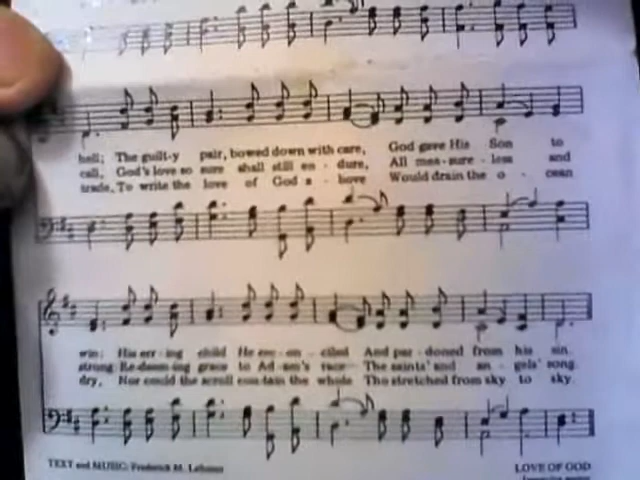 hell; The guilt-y pair, bowed down with care, God gave His Son to
call, God's love so sure shall still en - dure, All meas-ure - less and
trade, To write the love of God a - bove Would drain the o - cean
win; His err-ing child He rec-on - ciled And par-doned from his sin.
strong Re-deem-ing grace to Ad-am's race— The saints' and an - gels' song.
dry, Nor could the scroll con-tain the whole Tho stretched from sky to sky.
TEXT and MUSIC: Frederick M. Lehman
LOVE OF GOD